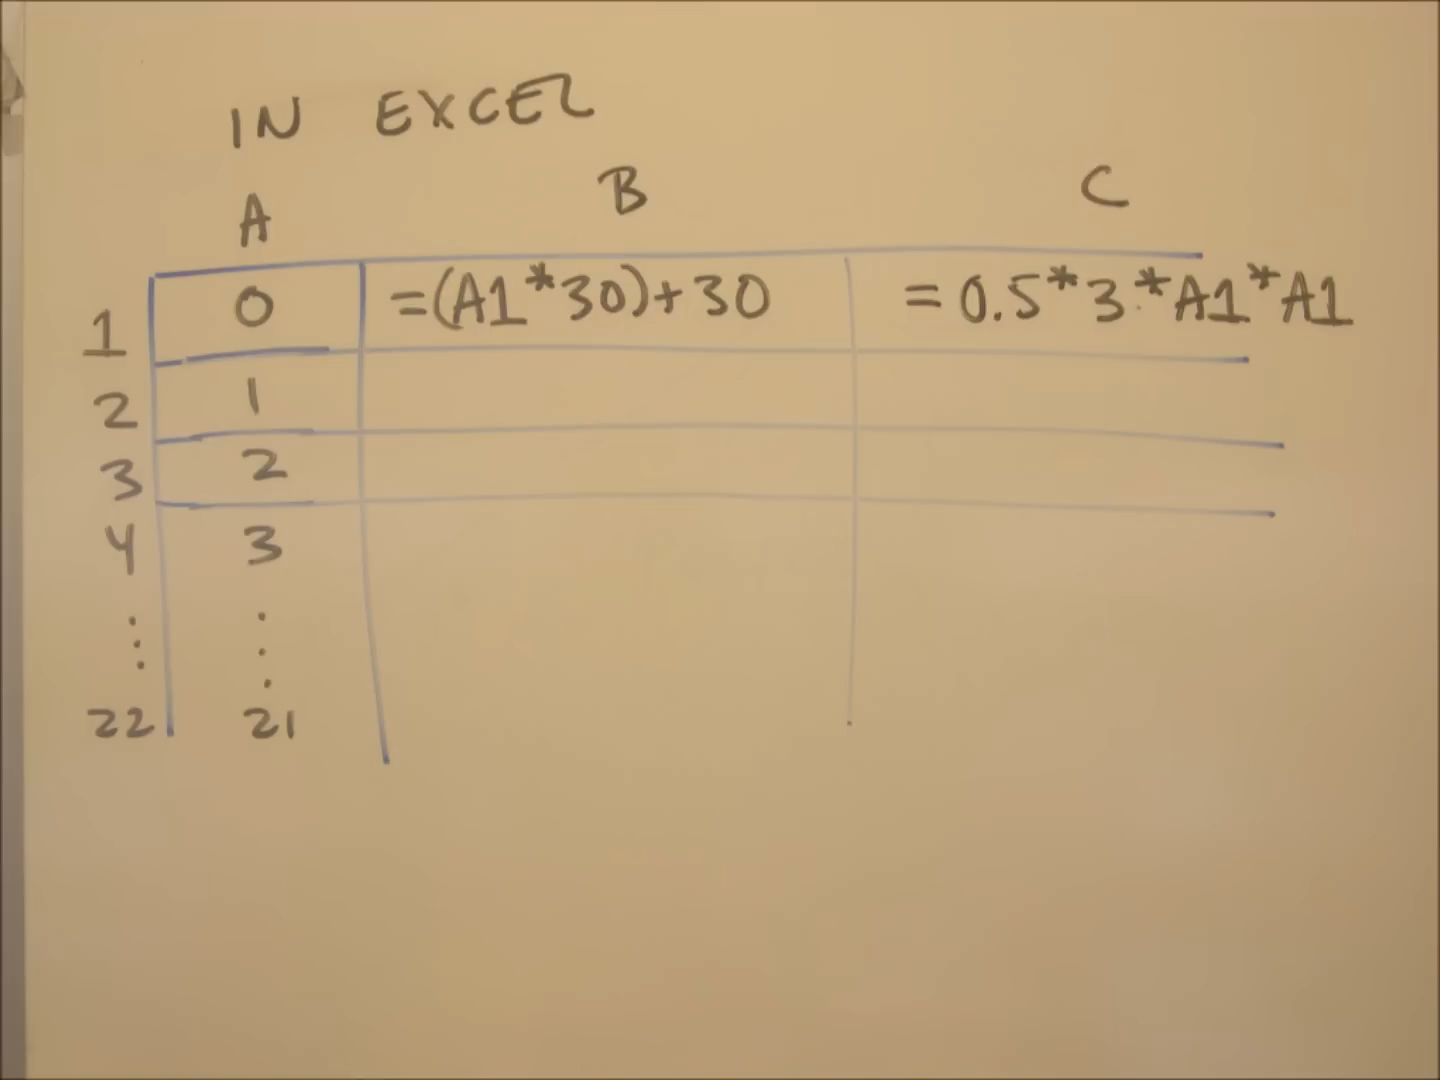 IN EXCEL
A B C
1 0 =(A1*30)+30 =0.5*3*A1*A1
2 1
3 2
4 3
⋮ ⋮
22 21